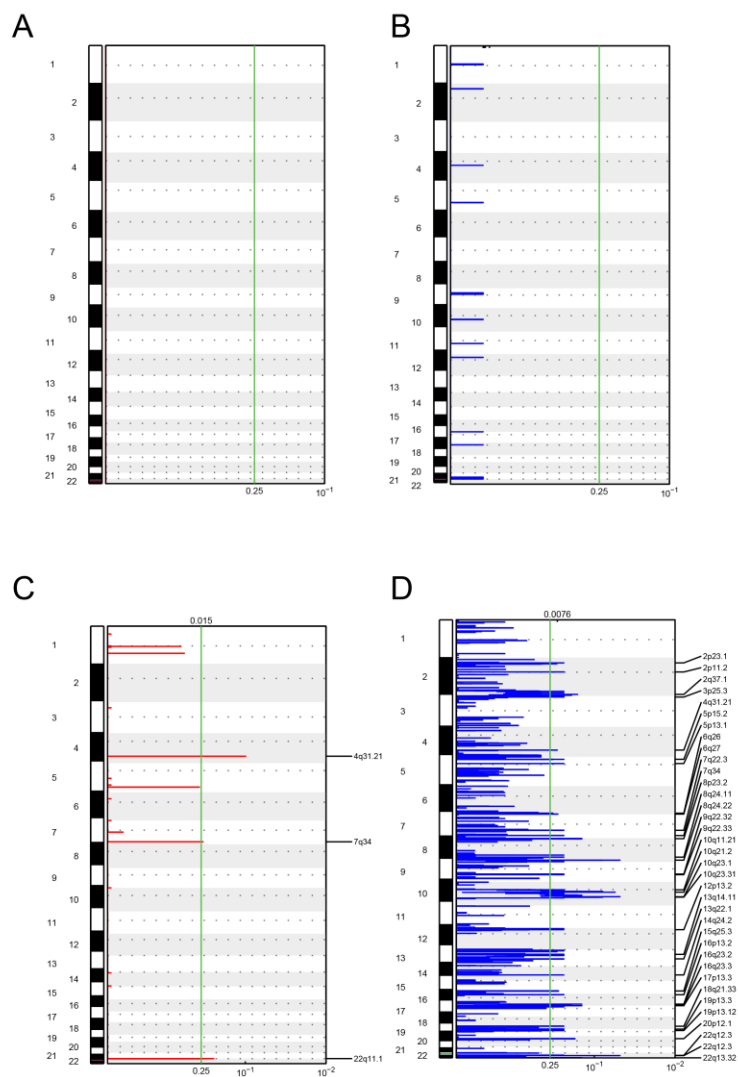 A
1
2
3
4
5
6
7
8
9
10
11
12
13
14
15
16
17
18
19
20
21
22
0.25
10⁻¹
B
1
2
3
4
5
6
7
8
9
10
11
12
13
14
15
16
17
18
19
20
21
22
0.25
10⁻¹
C
0.015
1
2
3
4
5
6
7
8
9
10
11
12
13
14
15
16
17
18
19
20
21
22
4q31.21
7q34
22q11.1
0.25
10⁻¹
10⁻²
D
0.0076
1
2
3
4
5
6
7
8
9
10
11
12
13
14
15
16
17
18
19
20
21
22
2p23.1
2p11.2
2q37.1
3p25.3
4q31.21
5p15.2
5p13.1
6q26
6q27
7q22.3
7q34
8p23.2
8q24.11
8q24.22
9q22.32
9q22.33
10q11.21
10q21.2
10q23.1
10q23.31
12p13.2
13q14.11
13q22.1
14q24.2
15q25.3
16p13.2
16q23.2
16q23.3
17p13.3
18q21.33
19p13.3
19p13.12
20p12.1
22q12.3
22q12.3
22q13.32
0.25
10⁻¹
10⁻²